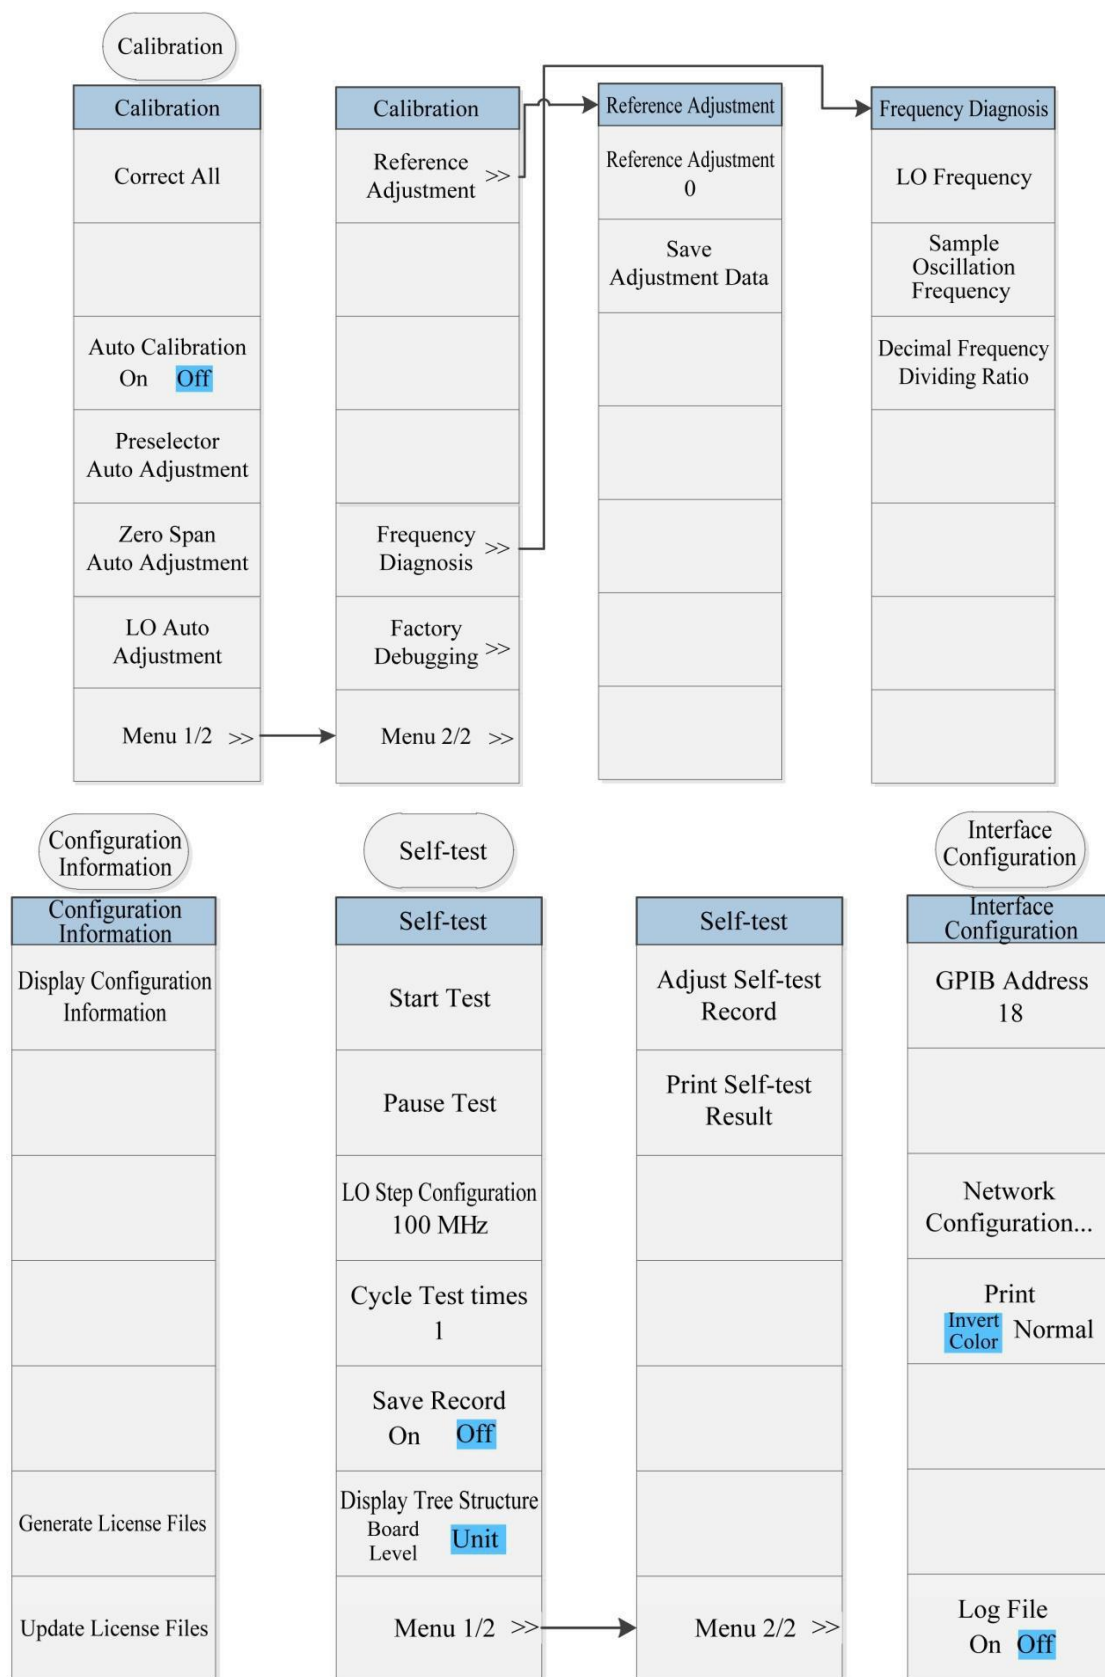 Calibration
Calibration
Correct All
Auto Calibration
On Off
Preselector
Auto Adjustment
Zero Span
Auto Adjustment
LO Auto
Adjustment
Menu 1/2 >>
Calibration
Reference
Adjustment >>
Frequency
Diagnosis >>
Factory
Debugging >>
Menu 2/2 >>
Reference Adjustment
Reference Adjustment
0
Save
Adjustment Data
Frequency Diagnosis
LO Frequency
Sample
Oscillation
Frequency
Decimal Frequency
Dividing Ratio
Configuration
Information
Configuration
Information
Display Configuration
Information
Generate License Files
Update License Files
Self-test
Self-test
Start Test
Pause Test
LO Step Configuration
100 MHz
Cycle Test times
1
Save Record
On Off
Display Tree Structure
Board
Level
Unit
Menu 1/2 >>
Self-test
Adjust Self-test
Record
Print Self-test
Result
Menu 2/2 >>
Interface
Configuration
Interface
Configuration
GPIB Address
18
Network
Configuration...
Print
Invert
Color
Normal
Log File
On Off